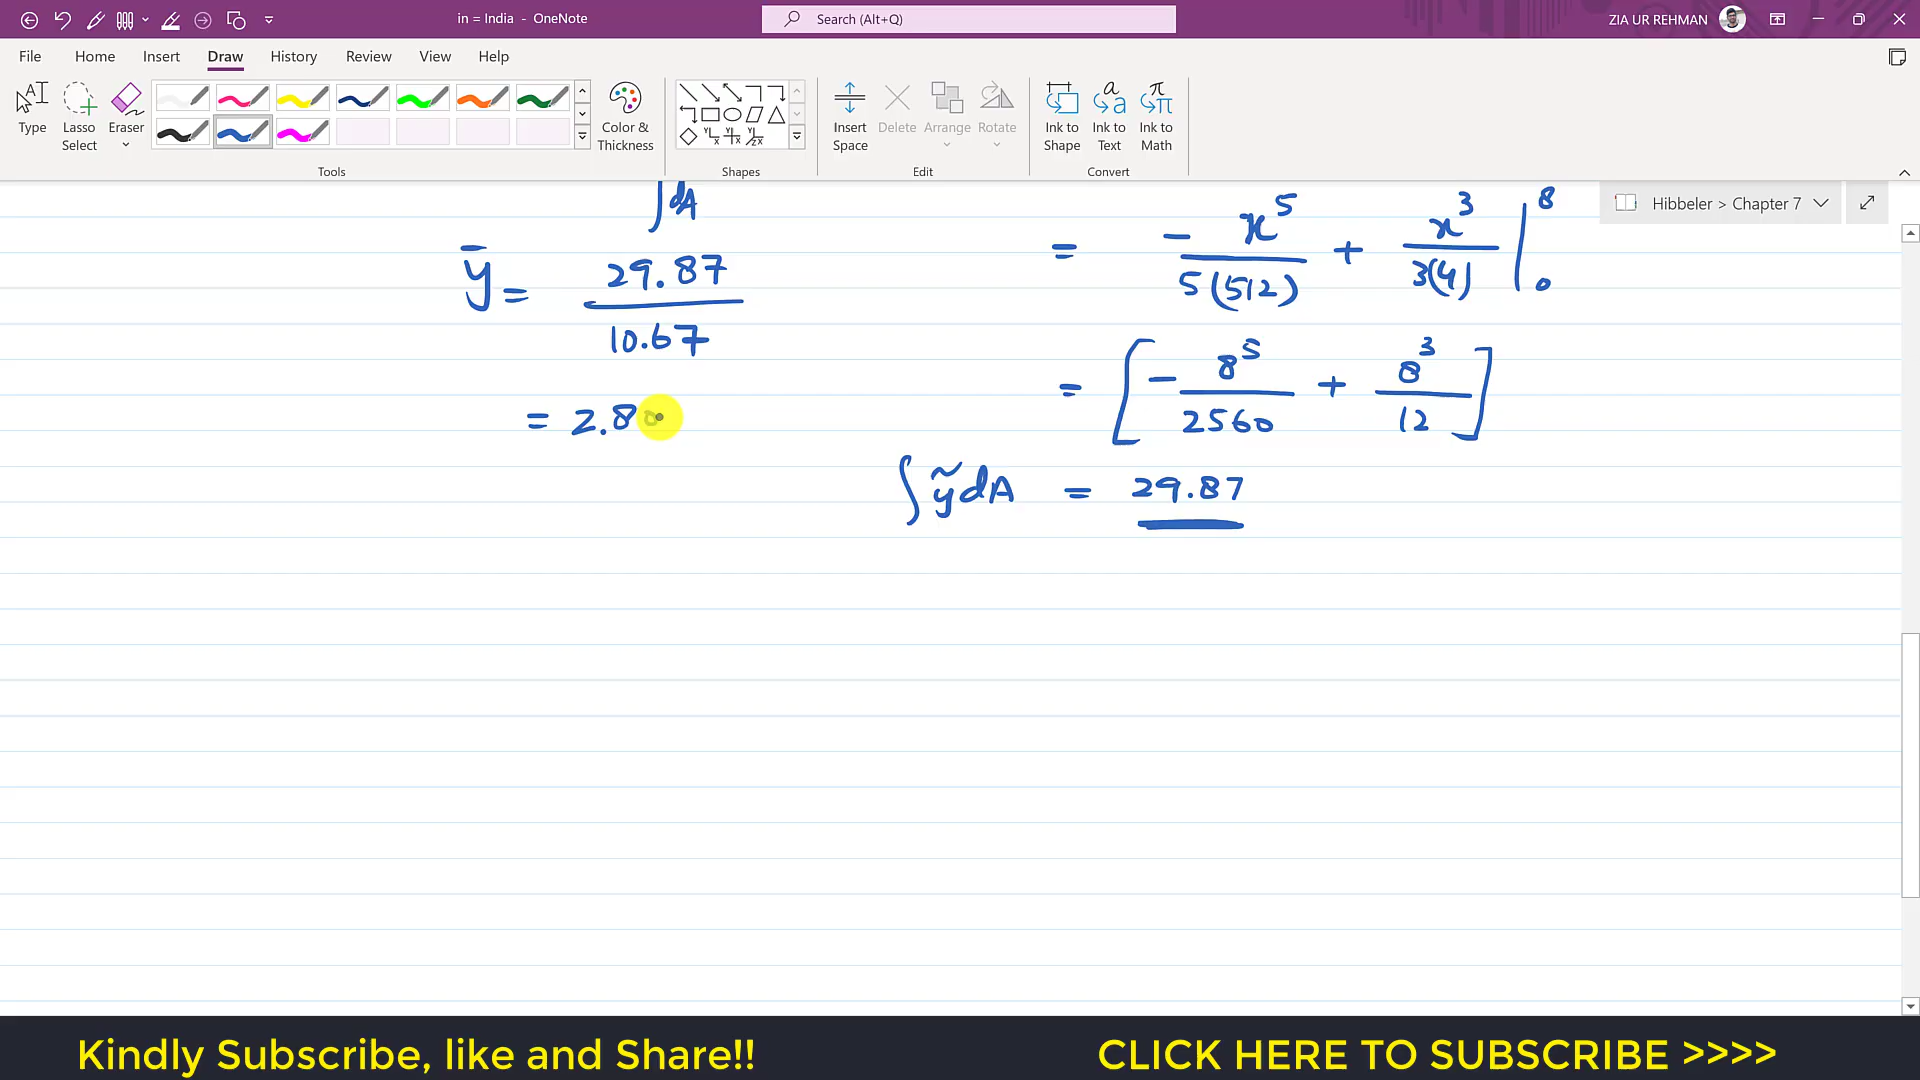 in = India - OneNote
Search (Alt+Q)
ZIA UR REHMAN
File Home Insert Draw History Review View Help
Type
Lasso Select
Eraser
Color & Thickness
Insert Space
Delete
Arrange
Rotate
Ink to Shape
Ink to Text
Ink to Math
Tools
Shapes
Edit
Convert
Hibbeler > Chapter 7
∫dA
ȳ = 29.87 / 10.67
= 2.80
= - x^5 / 5(512) + x^3 / 3(4) | 8 0
= [ - 8^5 / 2560 + 8^3 / 12 ]
∫ỹdA = 29.87
Kindly Subscribe, like and Share!!
CLICK HERE TO SUBSCRIBE >>>>